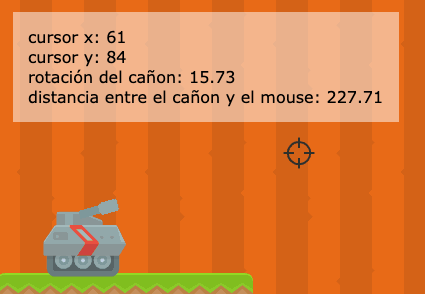 cursor x: 61
cursor y: 84
rotación del cañon: 15.73
distancia entre el cañon y el mouse: 227.71